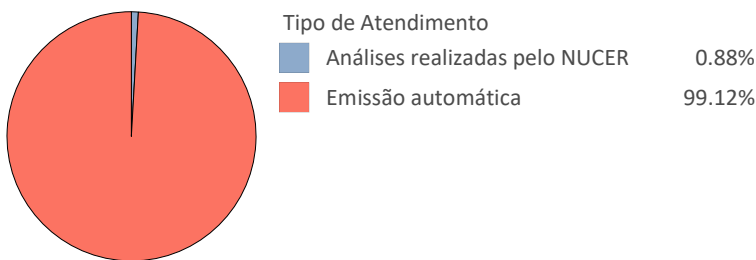 Tipo de Atendimento
Análises realizadas pelo NUCER 0.88%
Emissão automática 99.12%